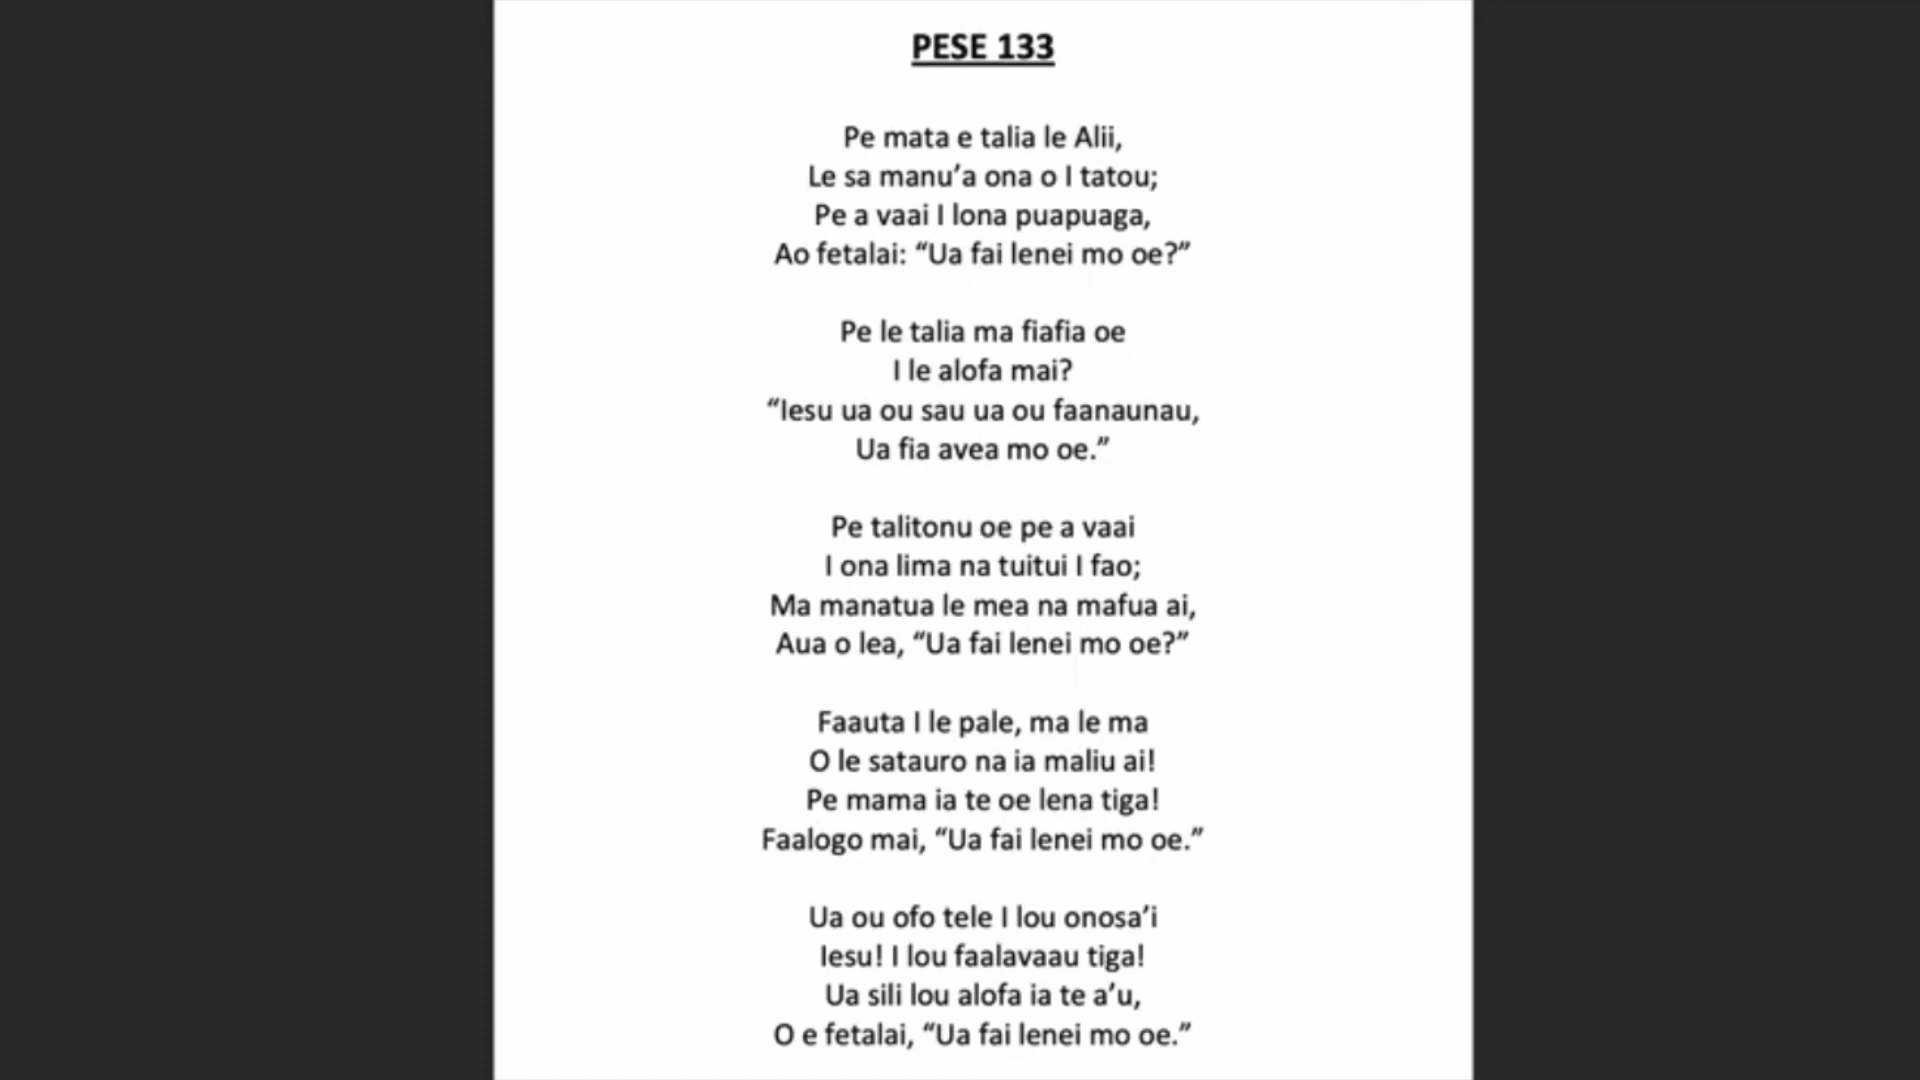 PESE 133
Pe mata e talia le Alii,
Le sa manu’a ona o I tatou;
Pe a vaai I lona puapuaga,
Ao fetalai: “Ua fai lenei mo oe?”
Pe le talia ma fiafia oe
I le alofa mai?
“Iesu ua ou sau ua ou faanaunau,
Ua fia avea mo oe.”
Pe talitonu oe pe a vaai
I ona lima na tuitui I fao;
Ma manatua le mea na mafua ai,
Aua o lea, “Ua fai lenei mo oe?”
Faauta I le pale, ma le ma
O le satauro na ia maliu ai!
Pe mama ia te oe lena tiga!
Faalogo mai, “Ua fai lenei mo oe.”
Ua ou ofo tele I lou onosa’i
Iesu! I lou faalavaau tiga!
Ua sili lou alofa ia te a’u,
O e fetalai, “Ua fai lenei mo oe.”